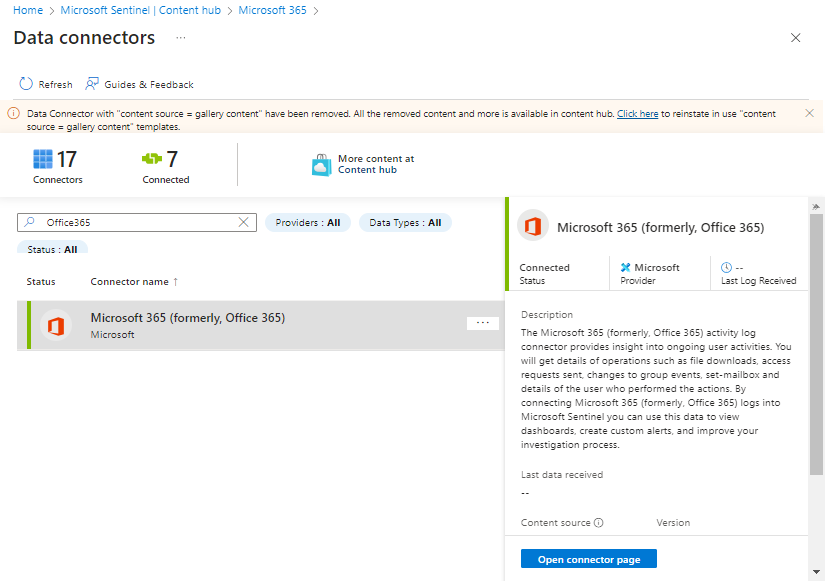 Home > Microsoft Sentinel | Content hub > Microsoft 365 >
Data connectors ...
Refresh Guides & Feedback
Data Connector with "content source = gallery content" have been removed. All the removed content and more is available in content hub. Click here to reinstate in use "content
source = gallery content" templates.
17
Connectors
7
Connected
More content at
Content hub
Office365
Providers : All
Data Types : All
Status : All
Status Connector name ↑
Microsoft 365 (formerly, Office 365)
Microsoft
...
Microsoft 365 (formerly, Office 365)
Connected
Status
Microsoft
Provider
--
Last Log Received
Description
The Microsoft 365 (formerly, Office 365) activity log
connector provides insight into ongoing user activities. You
will get details of operations such as file downloads, access
requests sent, changes to group events, set-mailbox and
details of the user who performed the actions. By
connecting Microsoft 365 (formerly, Office 365) logs into
Microsoft Sentinel you can use this data to view
dashboards, create custom alerts, and improve your
investigation process.
Last data received
--
Content source Version
Open connector page